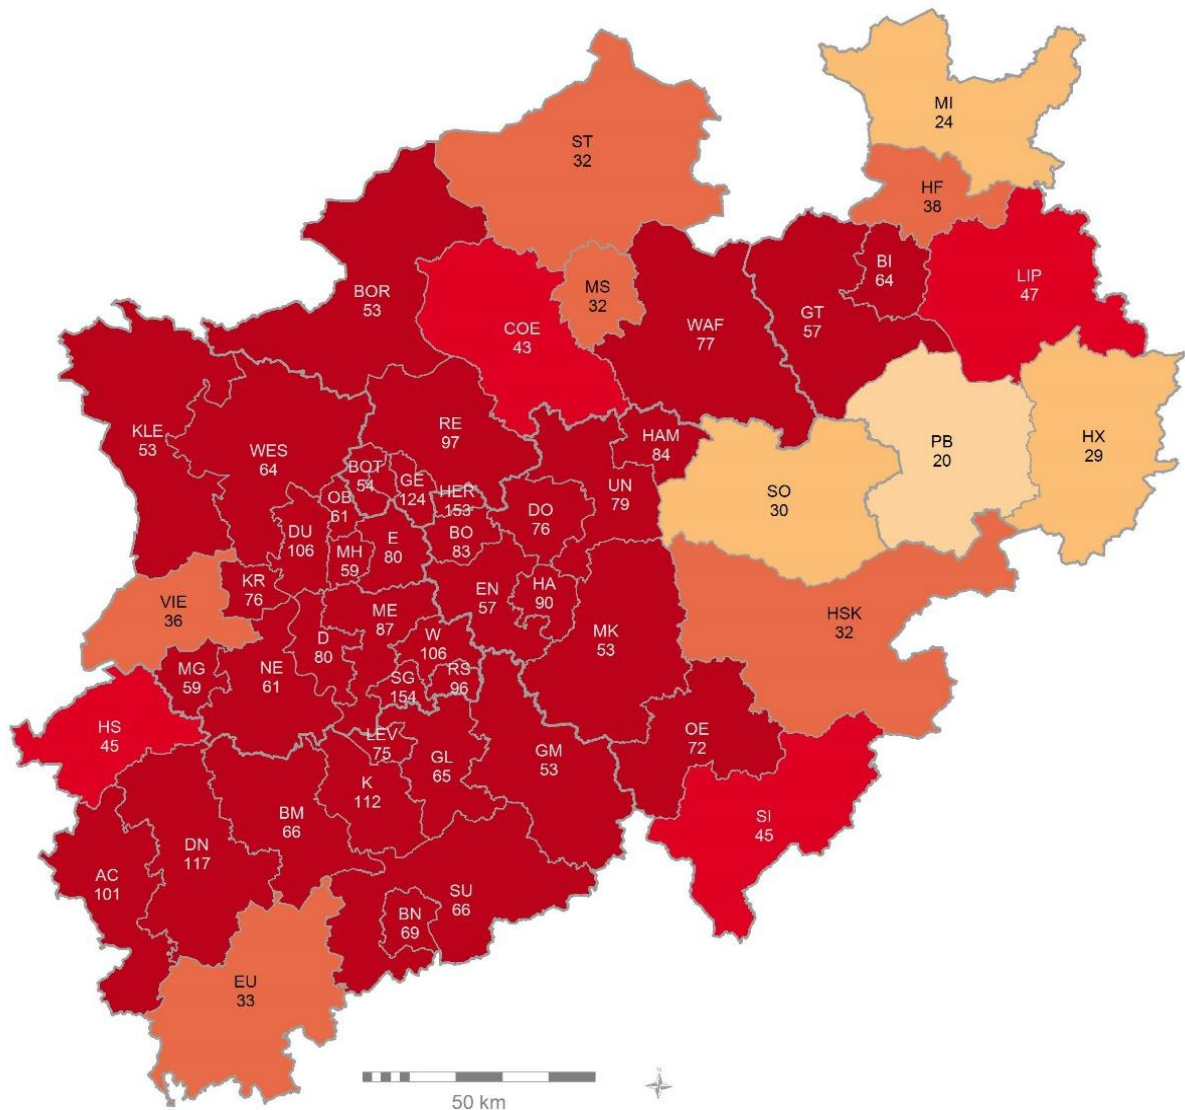 MI
24
ST
32
HF
38
BI
64
LIP
47
MS
32
BOR
53
COE
43
WAF
77
GT
57
KLE
53
WES
64
RE
97
HAM
84
PB
20
HX
29
BOT
54
GE
124
HER
153
UN
79
SO
30
OB
61
DU
106
MH
59
E
80
BO
83
DO
76
KR
76
VIE
36
EN
57
HA
90
HSK
32
ME
87
D
80
W
106
MK
53
MG
59
NE
61
SG
154
RS
96
HS
45
LEV
75
GL
65
GM
53
OE
72
K
112
BM
66
SI
45
DN
117
AC
101
SU
66
BN
69
EU
33
50 km